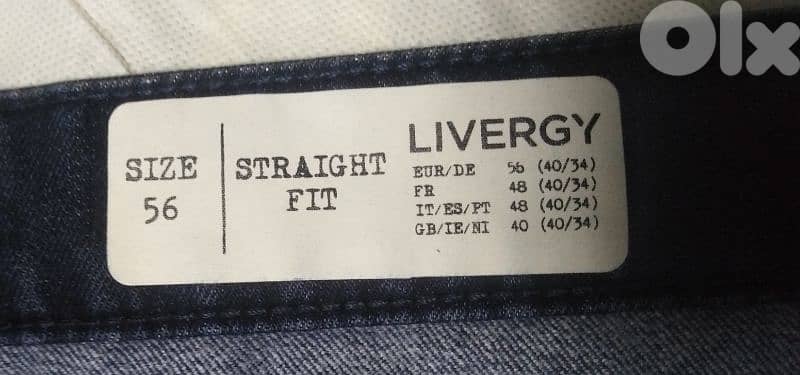 OLX
SIZE
56
STRAIGHT
FIT
LIVERGY
EUR/DE 56 (40/34)
FR 48 (40/34)
IT/ES/PT 48 (40/34)
GB/IE/NI 40 (40/34)